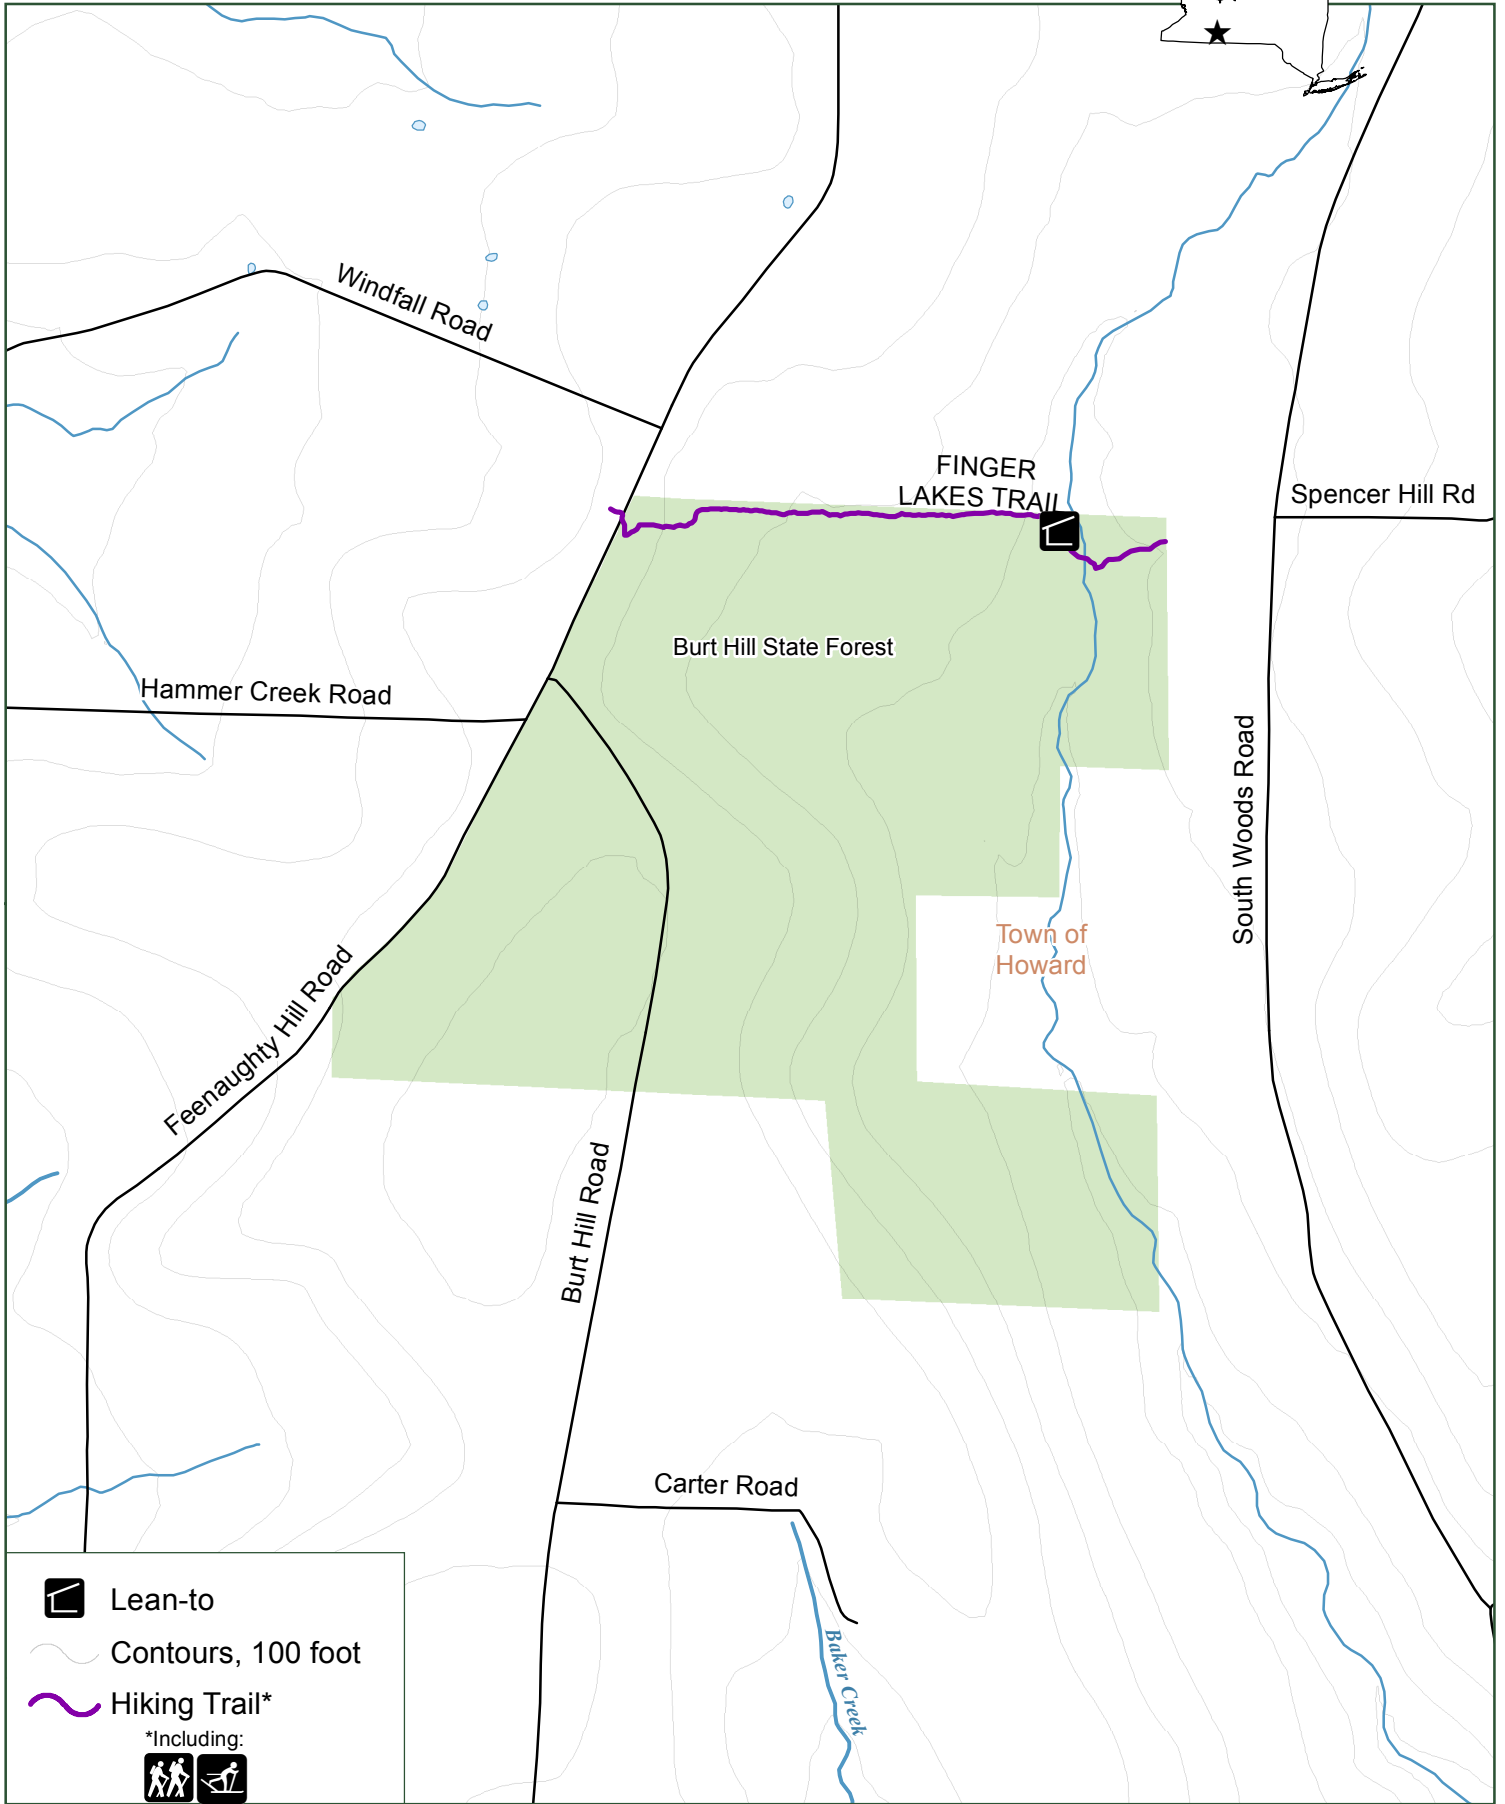 Windfall Road
FINGER
LAKES TRAIL
Spencer Hill Rd
Burt Hill State Forest
Hammer Creek Road
South Woods Road
Town of
Howard
Feenaughty Hill Road
Burt Hill Road
Carter Road
Baker Creek
Lean-to
Contours, 100 foot
Hiking Trail*
*Including: